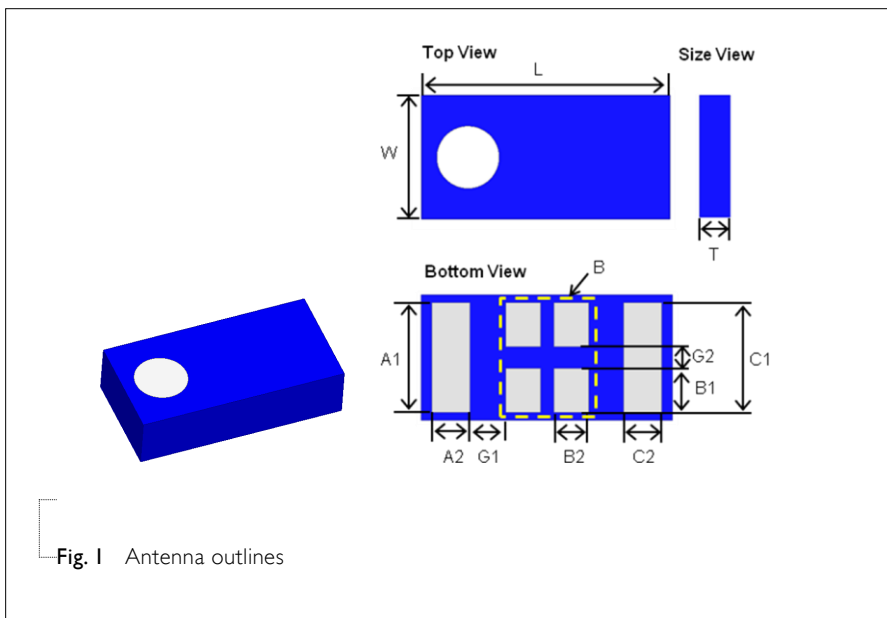 Top View
Size View
L
W
T
Bottom View
B
A1
G2
C1
B1
A2
G1
B2
C2
Fig. 1 Antenna outlines